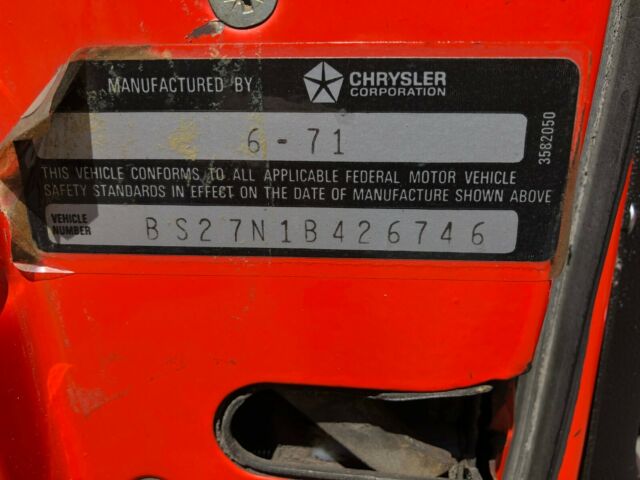 MANUFACTURED BY CHRYSLER CORPORATION
6-71
THIS VEHICLE CONFORMS TO ALL APPLICABLE FEDERAL MOTOR VEHICLE
SAFETY STANDARDS IN EFFECT ON THE DATE OF MANUFACTURE SHOWN ABOVE
VEHICLE NUMBER BS27N1B426746
3582050